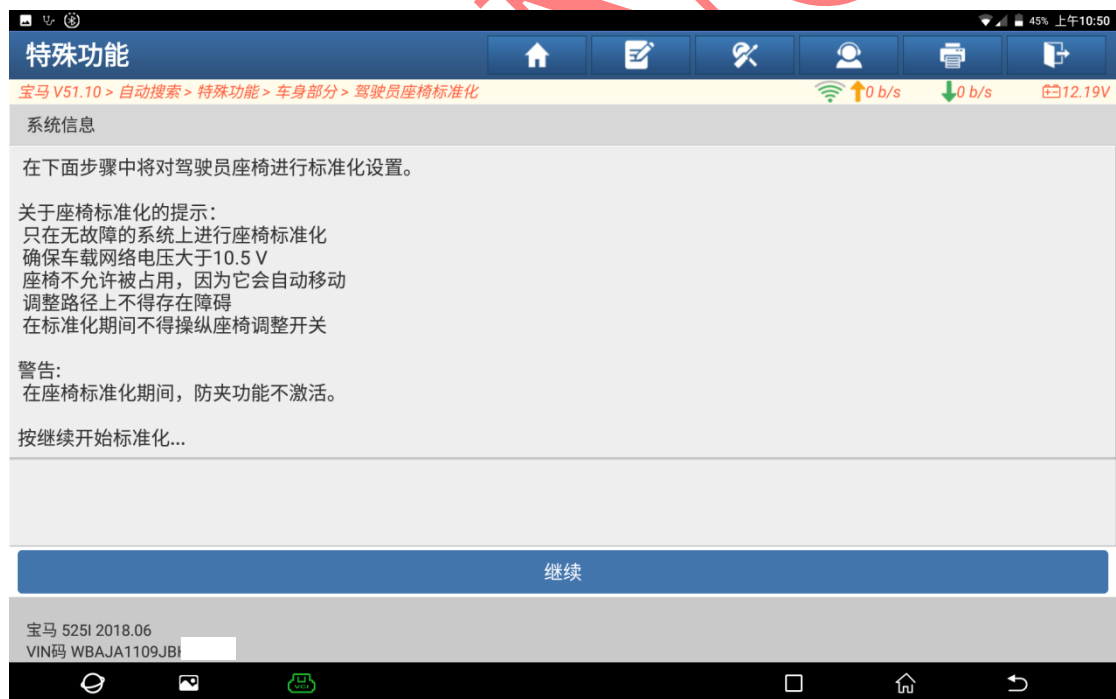 45% 上午10:50
特殊功能
宝马 V51.10 > 自动搜索 > 特殊功能 > 车身部分 > 驾驶员座椅标准化
0 b/s
0 b/s
12.19V
系统信息
在下面步骤中将对驾驶员座椅进行标准化设置。
关于座椅标准化的提示：
只在无故障的系统上进行座椅标准化
确保车载网络电压大于10.5 V
座椅不允许被占用，因为它会自动移动
调整路径上不得存在障碍
在标准化期间不得操纵座椅调整开关
警告:
在座椅标准化期间，防夹功能不激活。
按继续开始标准化...
继续
宝马 525I 2018.06
VIN码 WBAJA1109JB
VCI